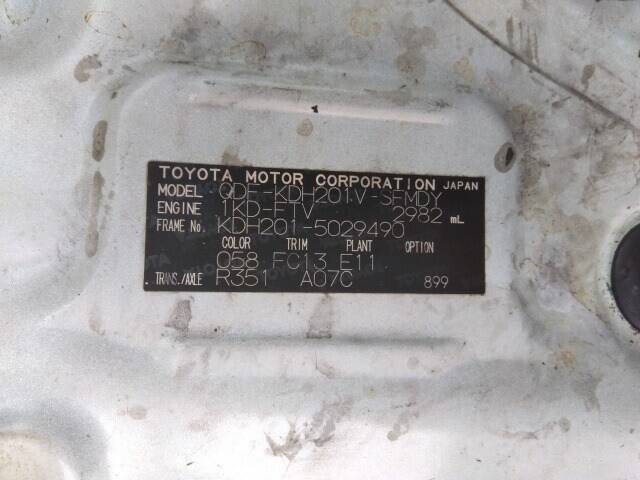 TOYOTA MOTOR CORPORATION JAPAN
MODEL QDF-KDH201V-SFMDY
ENGINE 1KD-FTV 2982 mL
FRAME No. KDH201-5029490
COLOR TRIM PLANT OPTION
058 FC13 E11
TRANS./AXLE R351 A07C 899